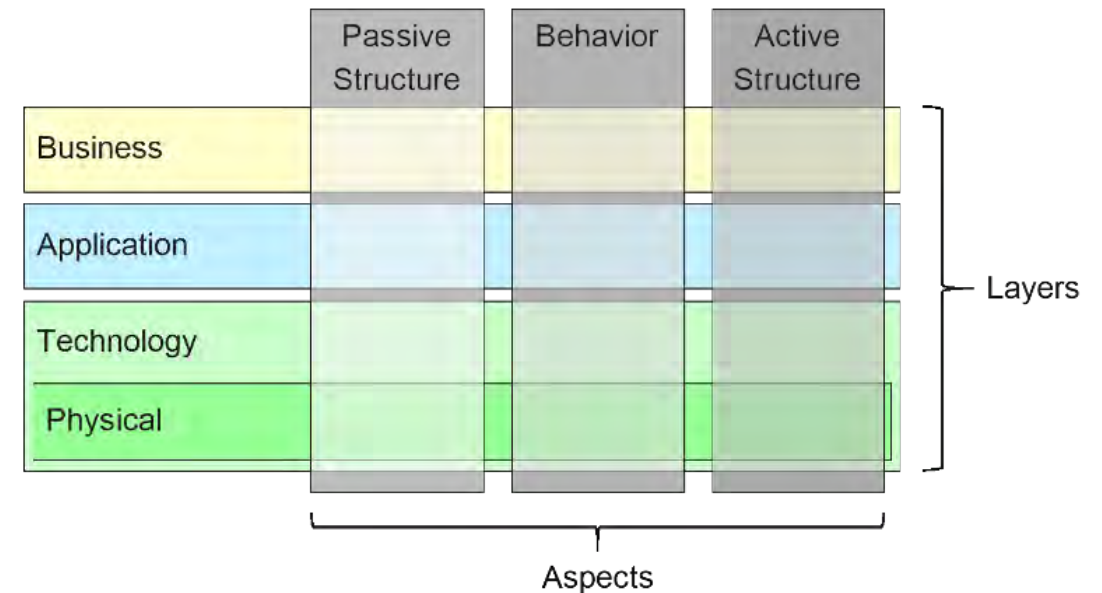 Passive
Structure
Behavior
Active
Structure
Business
Application
Technology
Physical
Layers
Aspects